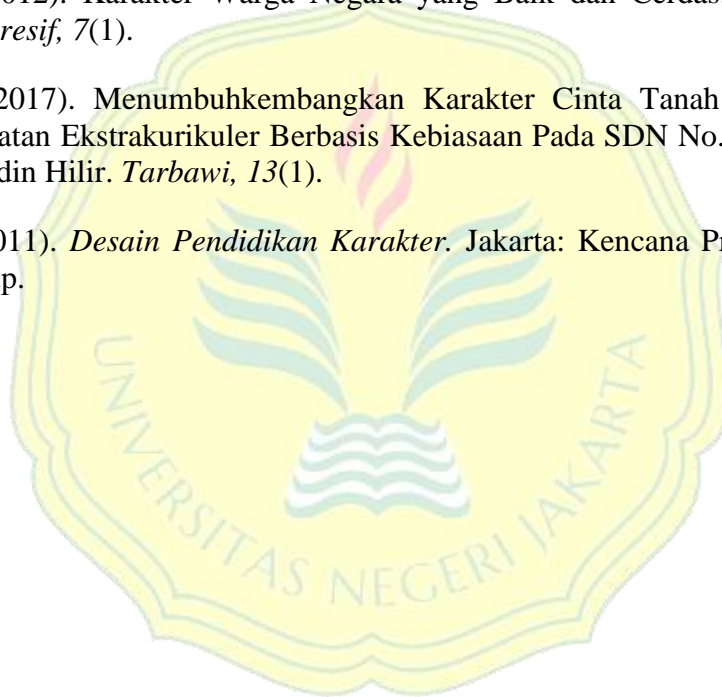 2012). Karakter Warga Negara yang Baik dan Cerdas.
resif, 7(1).
2017). Menumbuhkembangkan Karakter Cinta Tanah
atan Ekstrakurikuler Berbasis Kebiasaan Pada SDN No.
din Hilir. Tarbawi, 13(1).
011). Desain Pendidikan Karakter. Jakarta: Kencana Pr
p.
UNIVERSITAS NEGERI JAKARTA